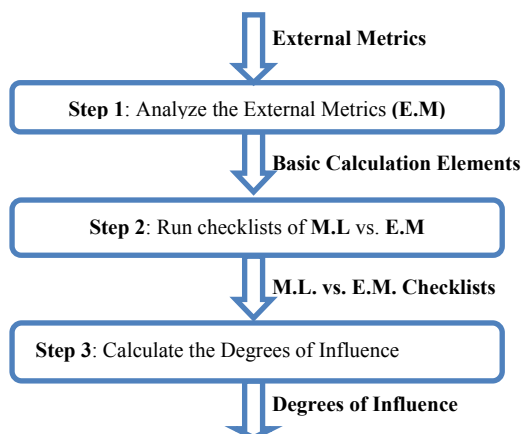 External Metrics
Step 1: Analyze the External Metrics (E.M)
Basic Calculation Elements
Step 2: Run checklists of M.L vs. E.M
M.L. vs. E.M. Checklists
Step 3: Calculate the Degrees of Influence
Degrees of Influence